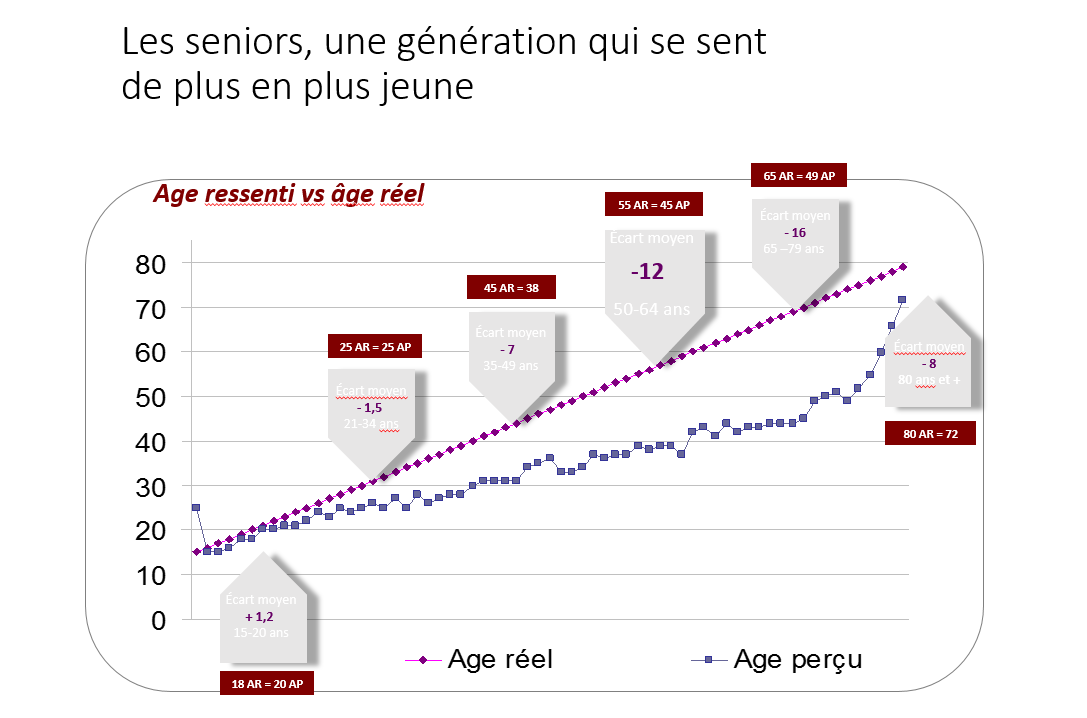 Les seniors, une génération qui se sent
de plus en plus jeune
Age ressenti vs âge réel
65 AR = 49 AP
Écart moyen
- 16
65 –79 ans
55 AR = 45 AP
Écart moyen
-12
50-64 ans
45 AR = 38
Écart moyen
- 7
35-49 ans
25 AR = 25 AP
Écart moyen
- 1,5
21-34 ans
Écart moyen
- 8
80 ans et +
80 AR = 72
80
70
60
50
40
30
20
10
0
Écart moyen
+ 1,2
15-20 ans
18 AR = 20 AP
Age réel
Age perçu